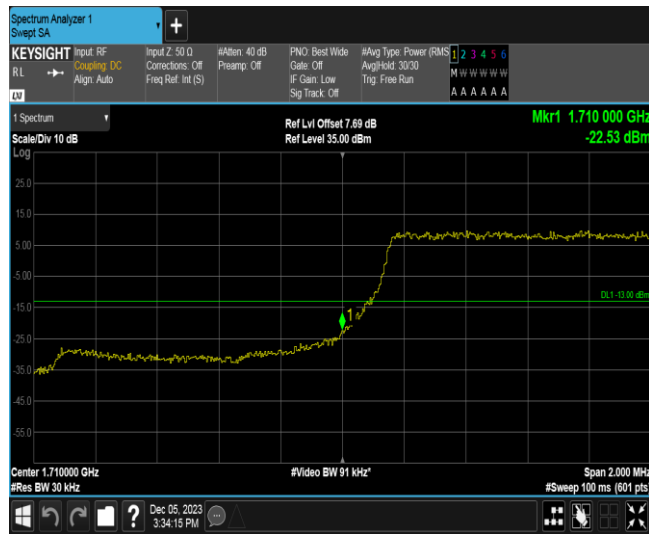 Spectrum Analyzer 1
Swept SA
+
KEYSIGHT Input: RF Input Z: 50 Ω #Atten: 40 dB PNO: Best Wide #Avg Type: Power (RMS 1 2 3 4 5 6
RL Coupling: DC Corrections: Off Preamp: Off Gate: Off Avg|Hold: 30/30 M W W W W W
Align: Auto Freq Ref: Int (S) IF Gain: Low Trig: Free Run
LXI Sig Track: Off A A A A A A
1 Spectrum Ref Lvl Offset 7.69 dB Mkr1 1.710 000 GHz
Scale/Div 10 dB Ref Level 35.00 dBm -22.53 dBm
Log
25.0
15.0
5.00
-5.00
DL1 -13.00 dBm
-15.0
1
-25.0
-35.0
-45.0
-55.0
Center 1.710000 GHz #Video BW 91 kHz* Span 2.000 MHz
#Res BW 30 kHz #Sweep 100 ms (601 pts
? Dec 05, 2023
3:34:15 PM